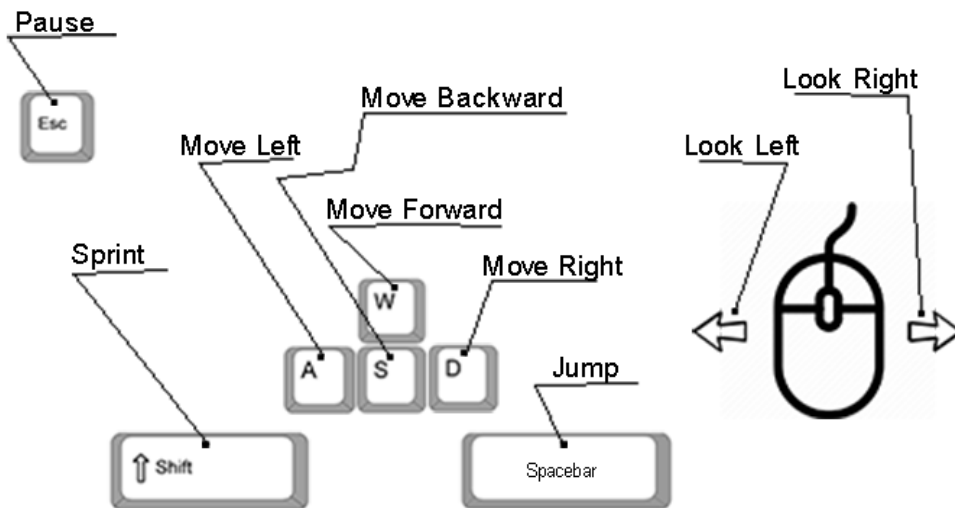 Pause
Look Right
Esc
Move Backward
Move Left
Look Left
Move Forward
Sprint
Move Right
W
A
S
D
Jump
Shift
Spacebar